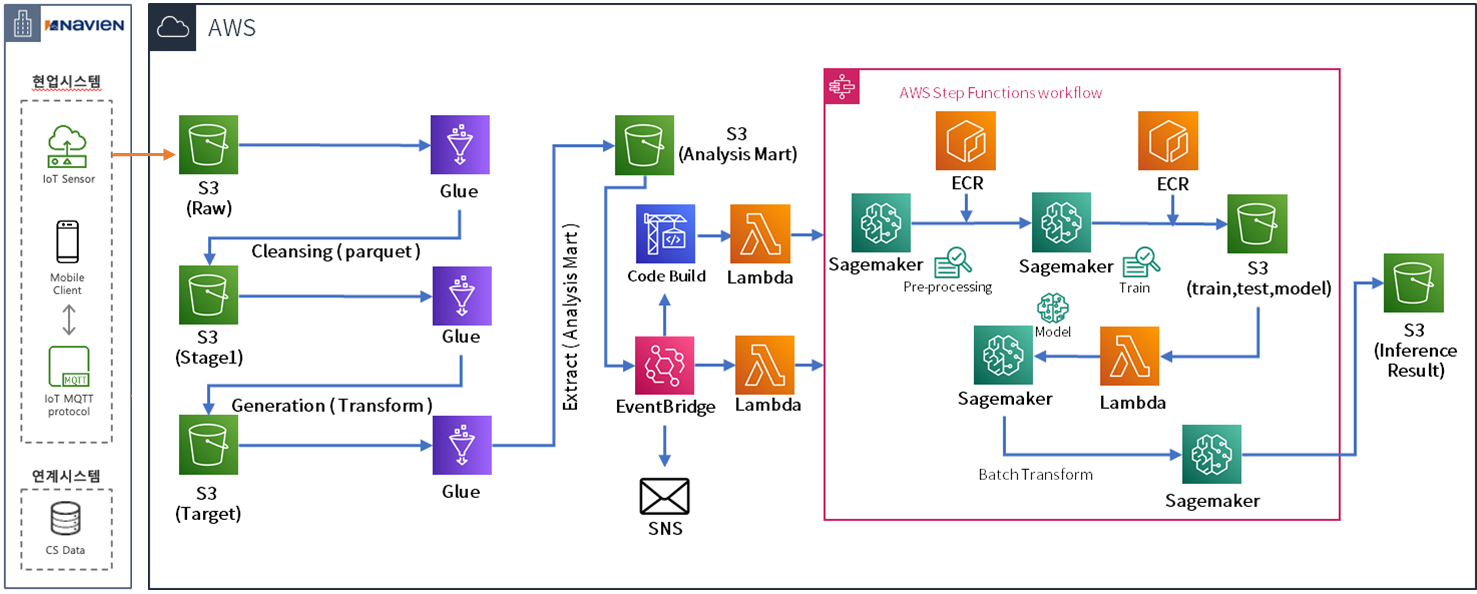 NAVIEN
AWS
현업시스템
IoT Sensor
Mobile
Client
MQTT
IoT MQTT
protocol
연계시스템
CS Data
S3
(Raw)
Glue
Cleansing ( parquet )
S3
(Stage1)
Glue
Generation ( Transform )
S3
(Target)
Glue
Extract ( Analysis Mart )
S3
(Analysis Mart)
Code Build
Lambda
EventBridge
Lambda
SNS
AWS Step Functions workflow
ECR
ECR
Sagemaker
Pre-processing
Sagemaker
Train
S3
(train,test,model)
Model
Sagemaker
Lambda
Batch Transform
Sagemaker
S3
(Inference
Result)